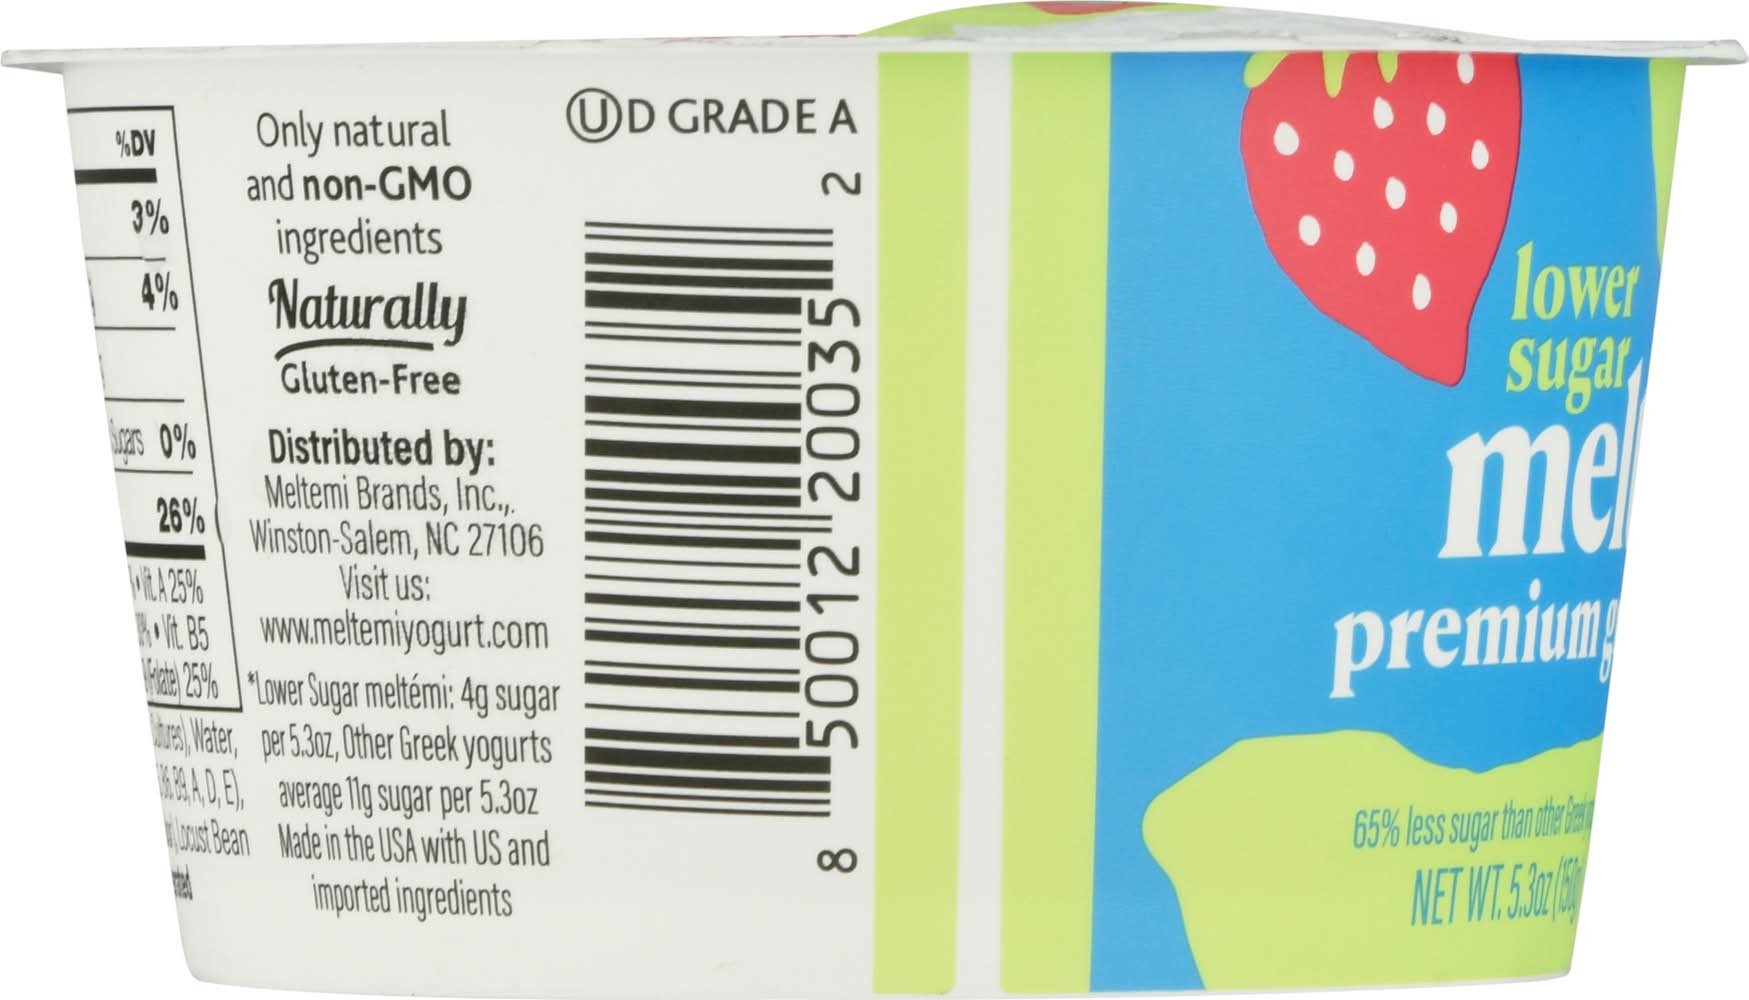 %DV
3%
4%
Sugars 0%
26%
• Vit. A 25%
• Vit. B5
25%
Water,
B9, A, D, E),
Locust Bean
Only natural
and non-GMO
ingredients
Naturally
Gluten-Free
Distributed by:
Meltemi Brands, Inc.,.
Winston-Salem, NC 27106
Visit us:
www.meltemiyogurt.com
*Lower Sugar meltémi: 4g sugar
per 5.3oz, Other Greek yogurts
average 11g sugar per 5.3oz
Made in the USA with US and
imported ingredients
ⓊD GRADE A
8 50012 20035 2
lower
sugar
mel
premium g
65% less sugar than other Greek
NET WT. 5.3oz (150g